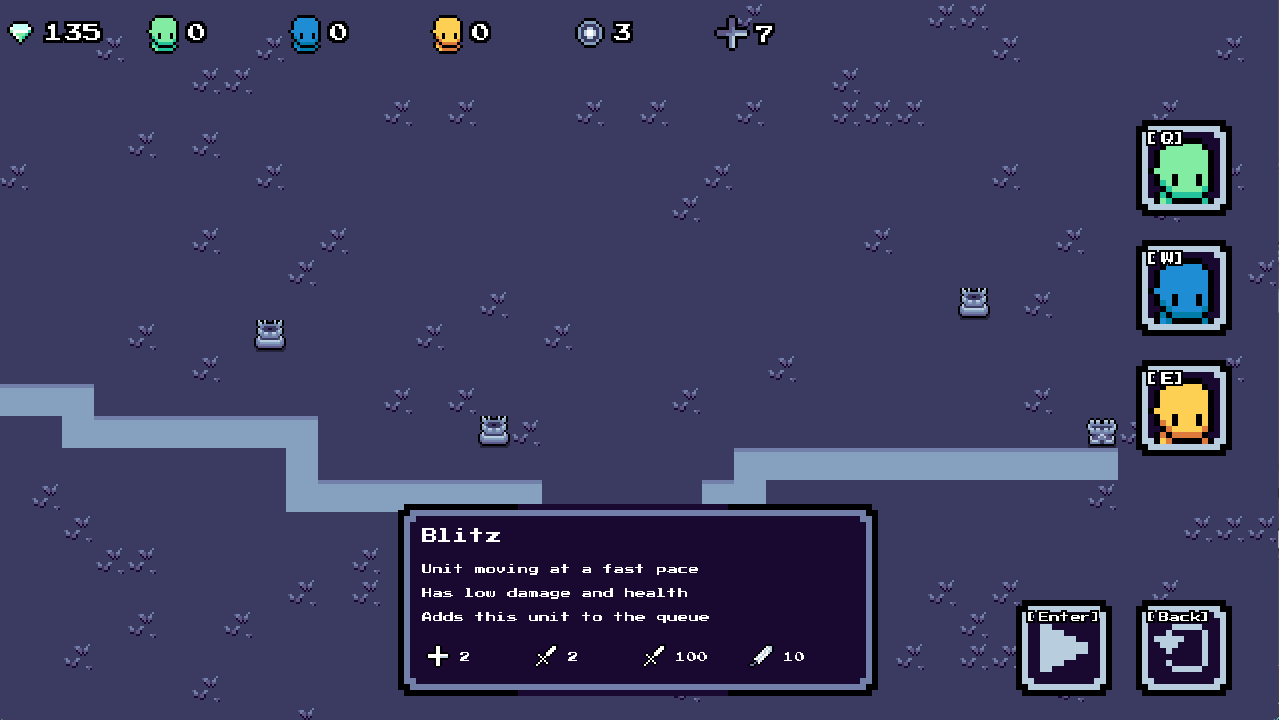 135 0 0 0 3 7
[Q]
[W]
[E]
Blitz
Unit moving at a fast pace
Has low damage and health
Adds this unit to the queue
2 2 100 10
[Enter] [Back]